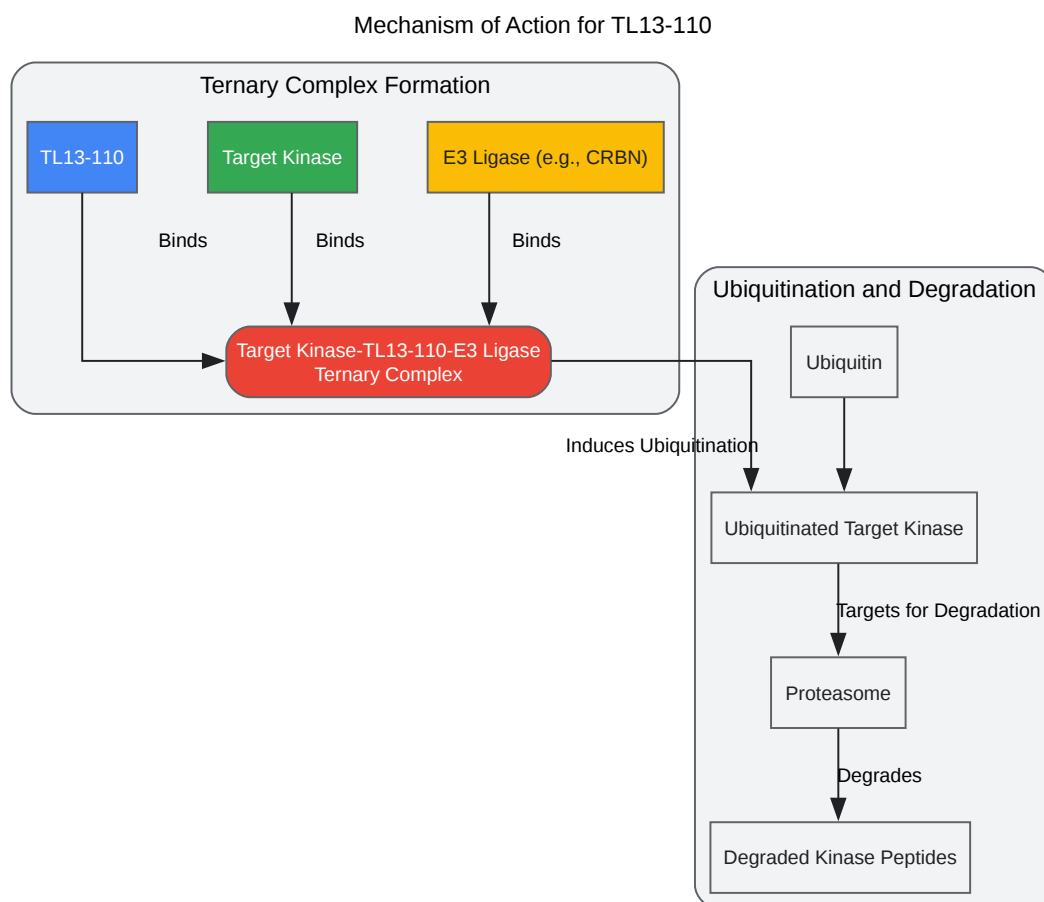 Mechanism of Action for TL13-110
Ternary Complex Formation
TL13-110
Target Kinase
E3 Ligase (e.g., CRBN)
Binds
Binds
Binds
Target Kinase-TL13-110-E3 Ligase
Ternary Complex
Ubiquitination and Degradation
Ubiquitin
Induces Ubiquitination
Ubiquitinated Target Kinase
Targets for Degradation
Proteasome
Degrades
Degraded Kinase Peptides